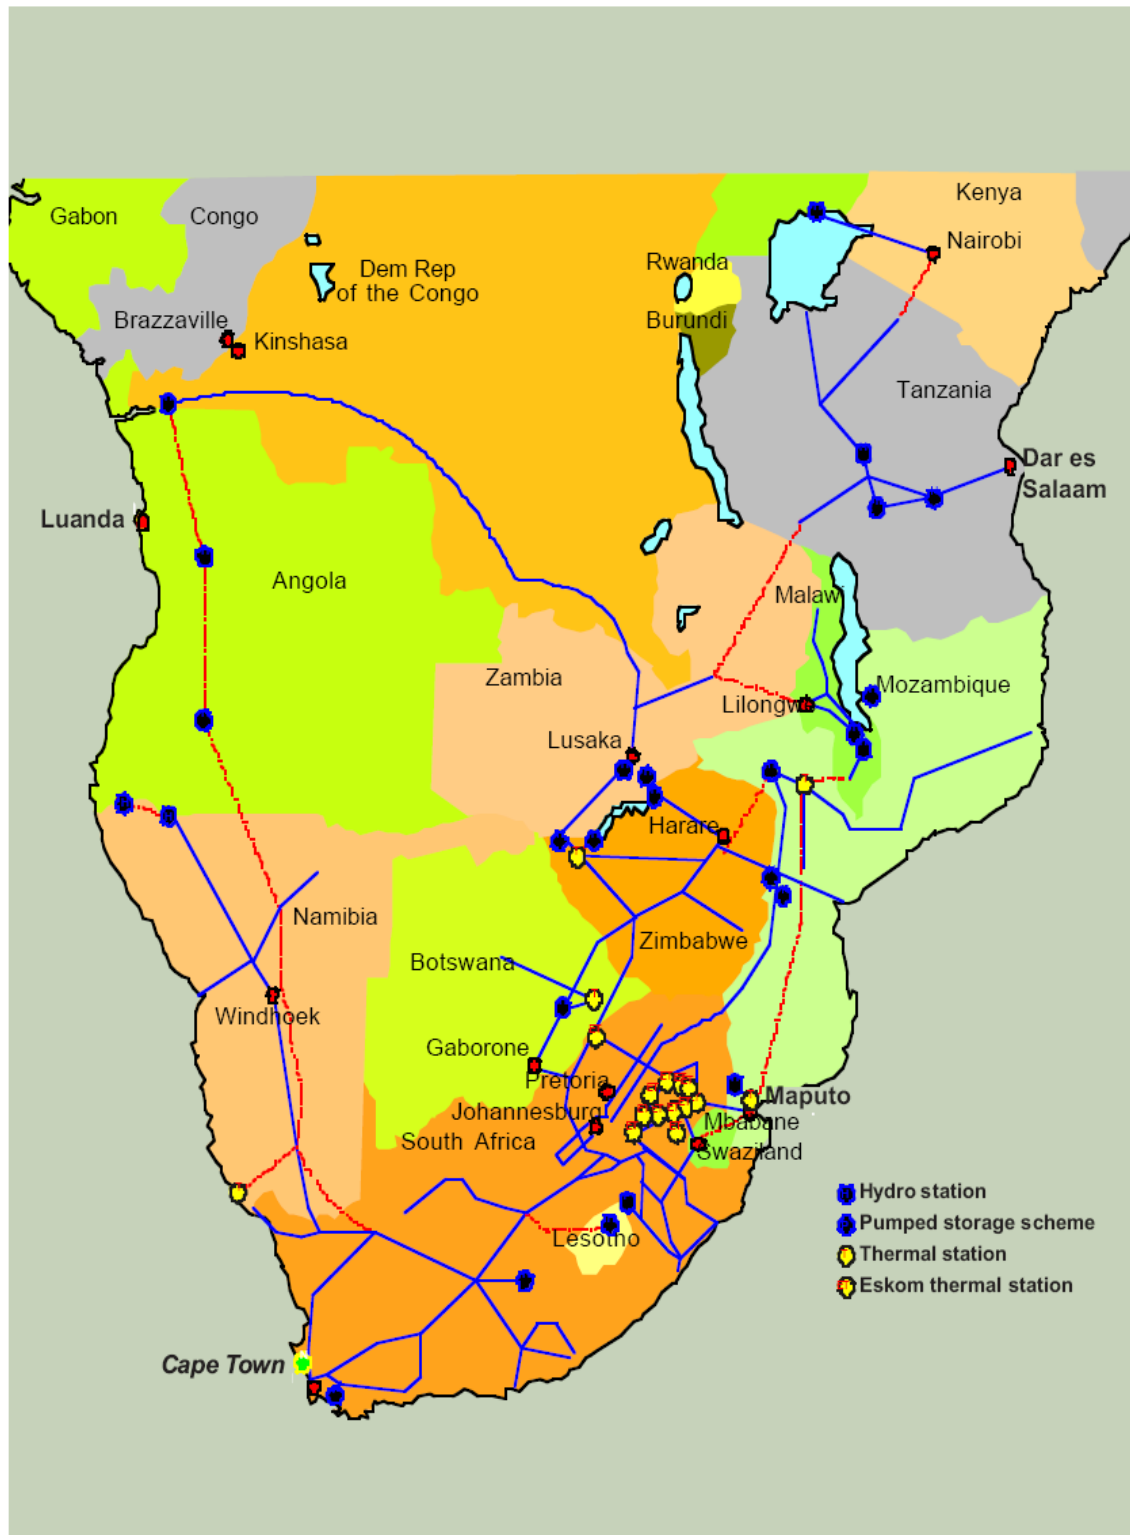 Gabon
Congo
Kenya
Nairobi
Rwanda
Dem Rep
of the Congo
Burundi
Brazzaville
Kinshasa
Tanzania
Dar es
Salaam
Luanda
Angola
Malawi
Zambia
Mozambique
Lilongwe
Lusaka
Harare
Namibia
Zimbabwe
Botswana
Windhoek
Gaborone
Pretoria
Maputo
Johannesburg
Mbabane
South Africa
Swaziland
Hydro station
Pumped storage scheme
Lesotho
Thermal station
Eskom thermal station
Cape Town